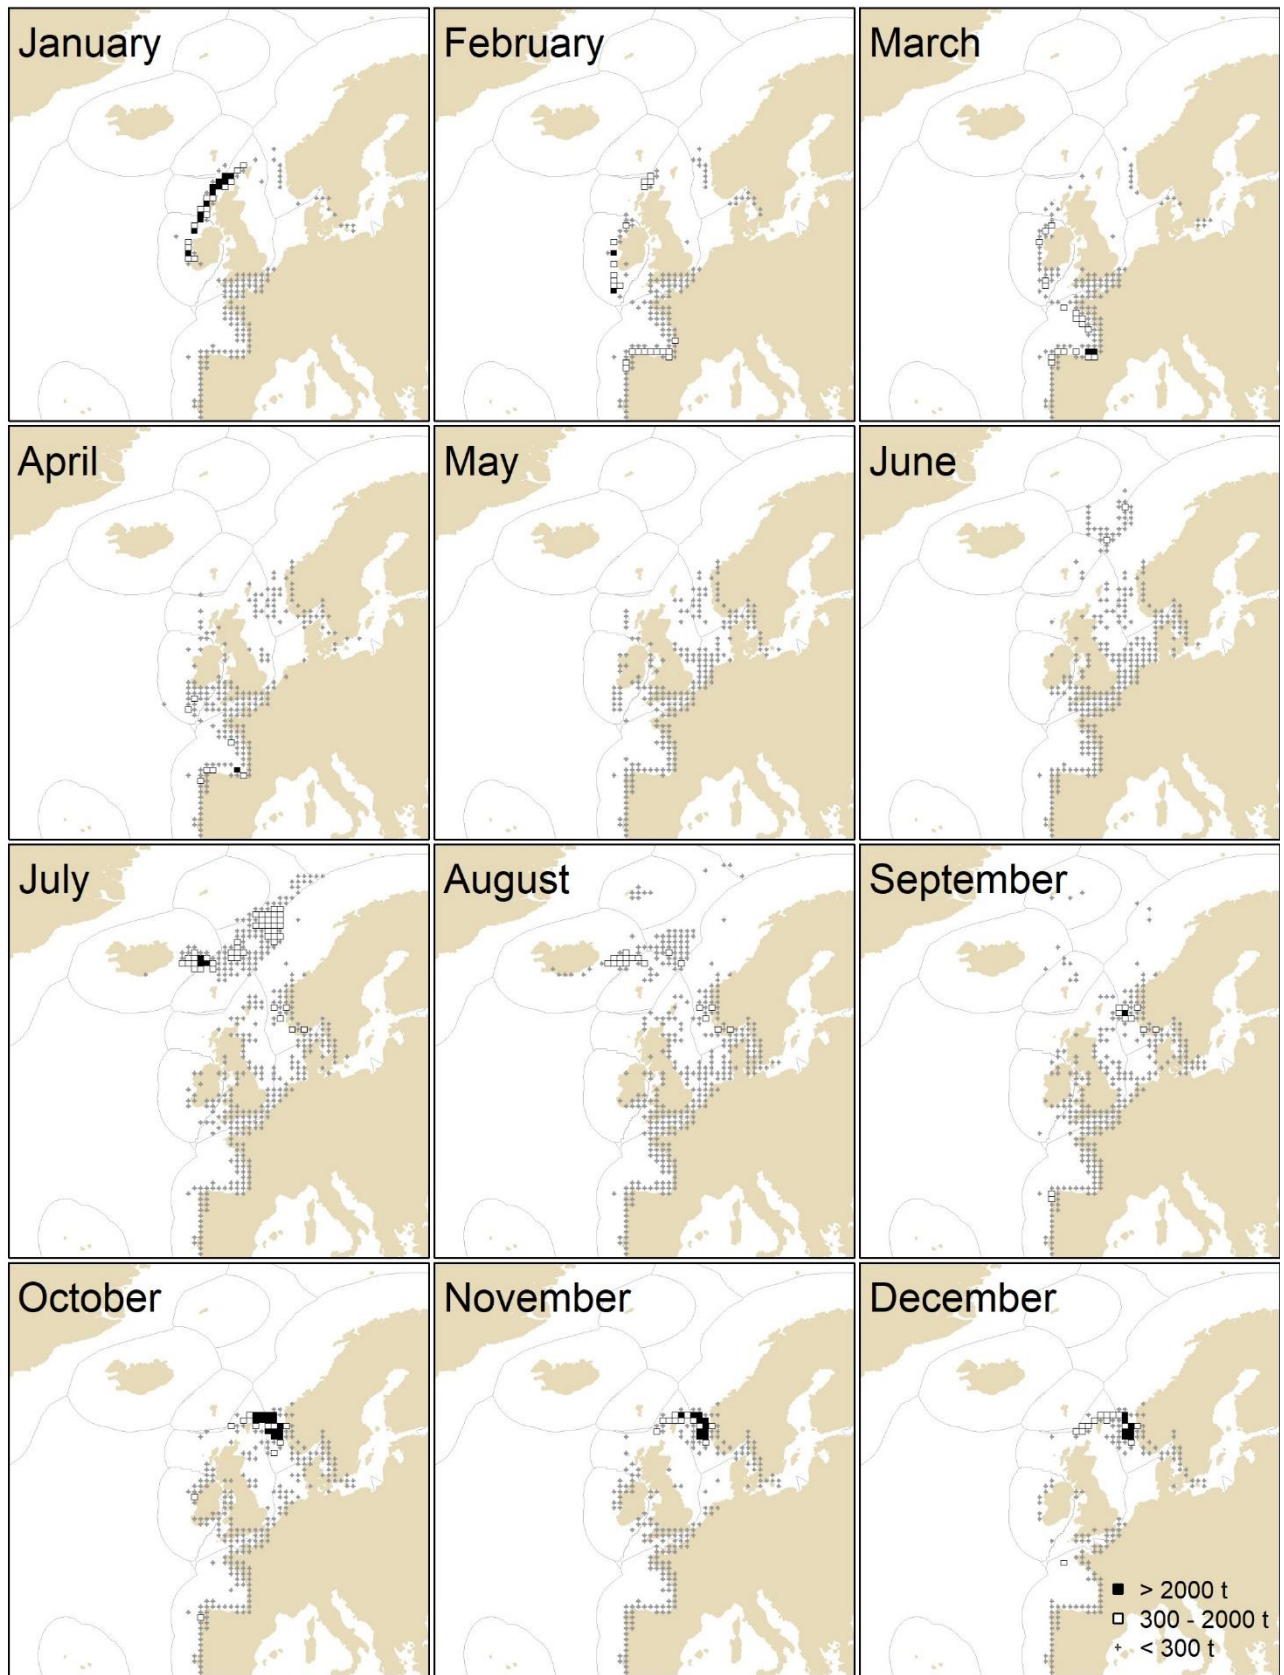 January
February
March
April
May
June
July
August
September
October
November
December
> 2000 t
300 - 2000 t
< 300 t